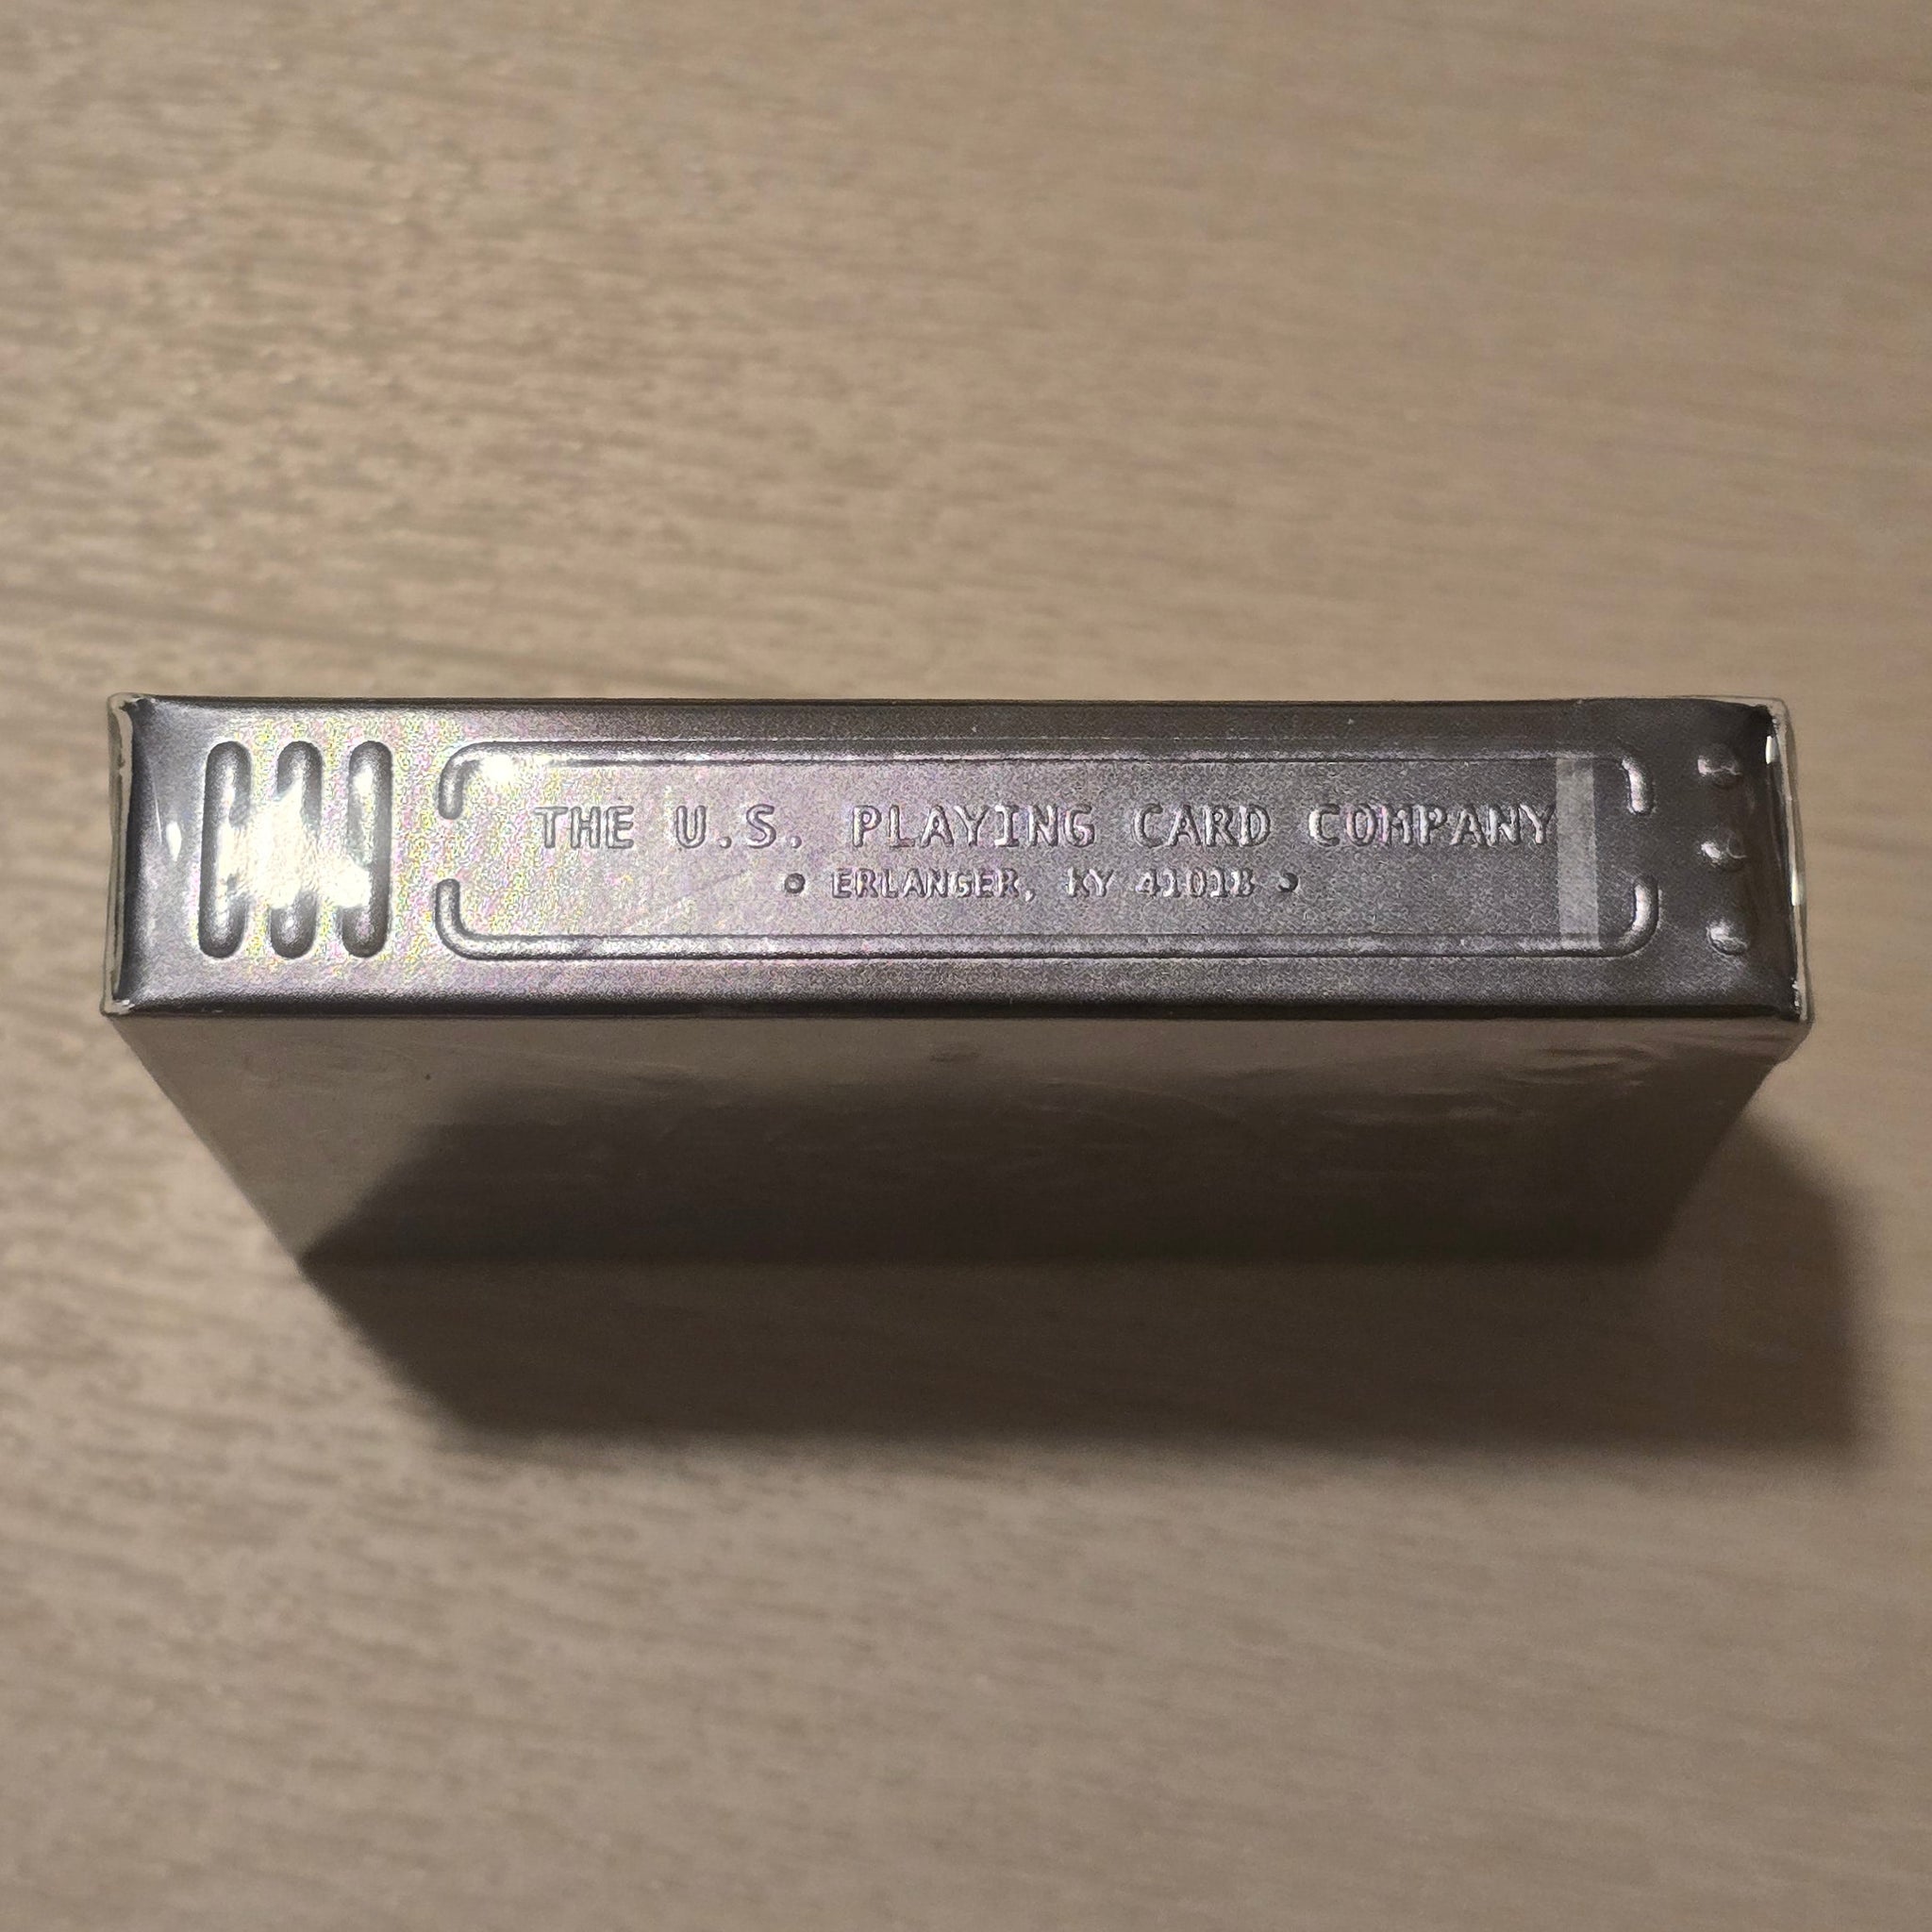 THE U.S. PLAYING CARD COMPANY
• ERLANGER, KY 41018 •